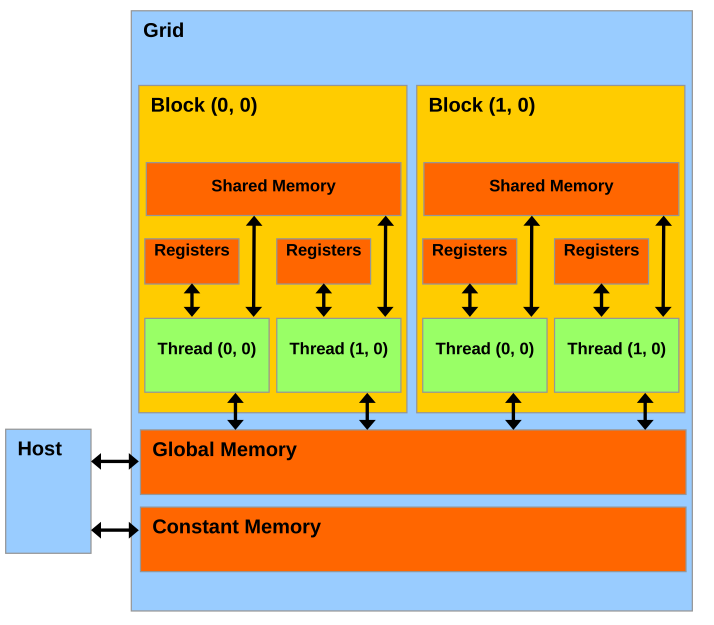 Grid
Block (0, 0)
Block (1, 0)
Shared Memory
Shared Memory
Registers
Registers
Registers
Registers
Thread (0, 0)
Thread (1, 0)
Thread (0, 0)
Thread (1, 0)
Host
Global Memory
Constant Memory